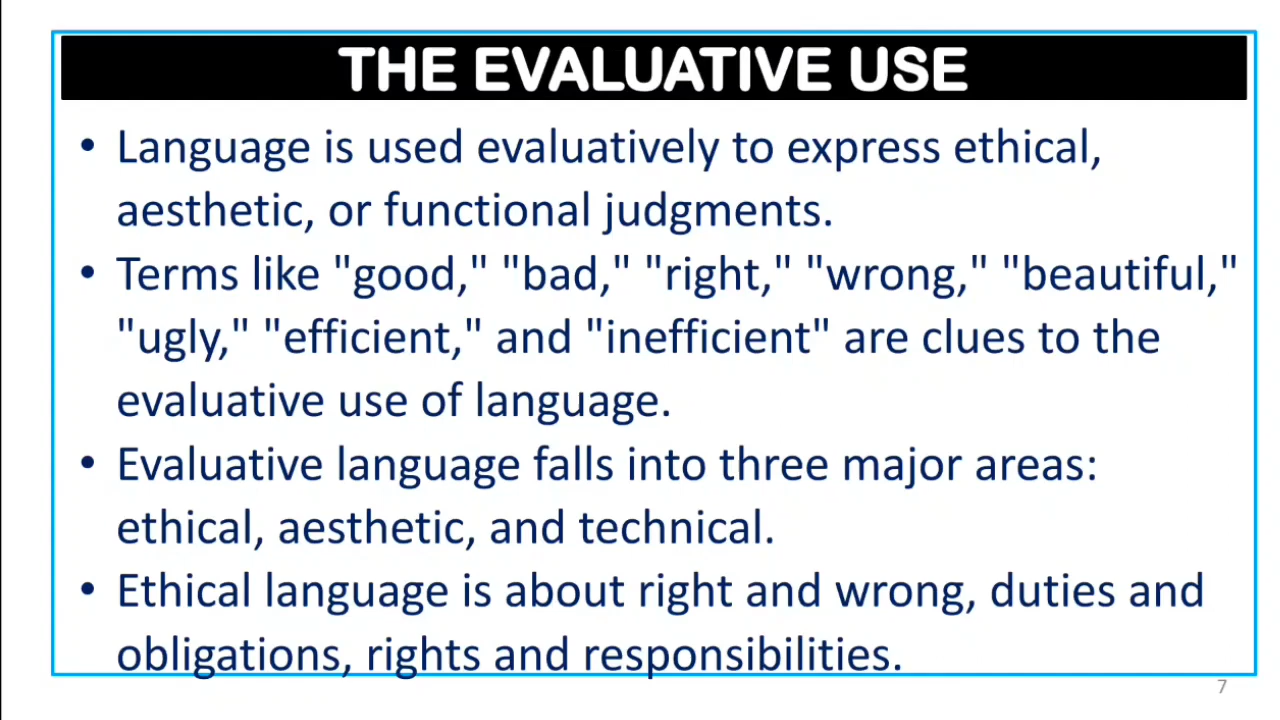 THE EVALUATIVE USE
• Language is used evaluatively to express ethical,
aesthetic, or functional judgments.
• Terms like "good," "bad," "right," "wrong," "beautiful,"
"ugly," "efficient," and "inefficient" are clues to the
evaluative use of language.
• Evaluative language falls into three major areas:
ethical, aesthetic, and technical.
• Ethical language is about right and wrong, duties and
obligations, rights and responsibilities.
7